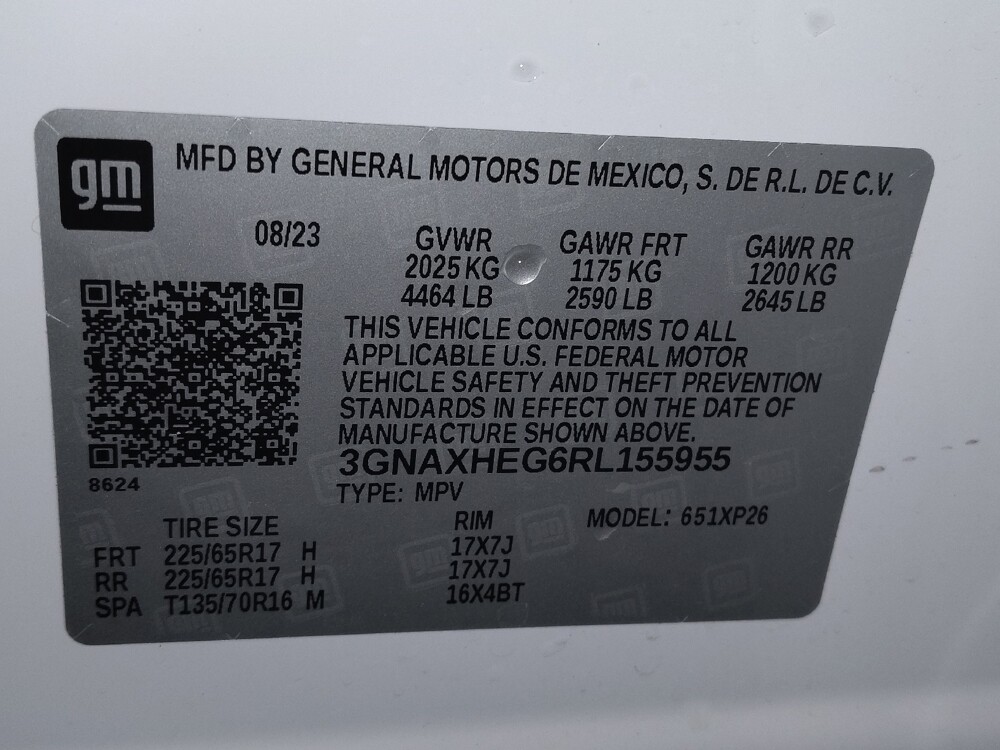 gm
MFD BY GENERAL MOTORS DE MEXICO, S. DE R.L. DE C.V.
08/23 GVWR GAWR FRT GAWR RR
2025 KG 1175 KG 1200 KG
4464 LB 2590 LB 2645 LB
THIS VEHICLE CONFORMS TO ALL
APPLICABLE U.S. FEDERAL MOTOR
VEHICLE SAFETY AND THEFT PREVENTION
STANDARDS IN EFFECT ON THE DATE OF
MANUFACTURE SHOWN ABOVE.
3GNAXHEG6RL155955
8624
TYPE: MPV
TIRE SIZE RIM MODEL: 651XP26
FRT 225/65R17 H 17X7J
RR 225/65R17 H 17X7J
SPA T135/70R16 M 16X4BT